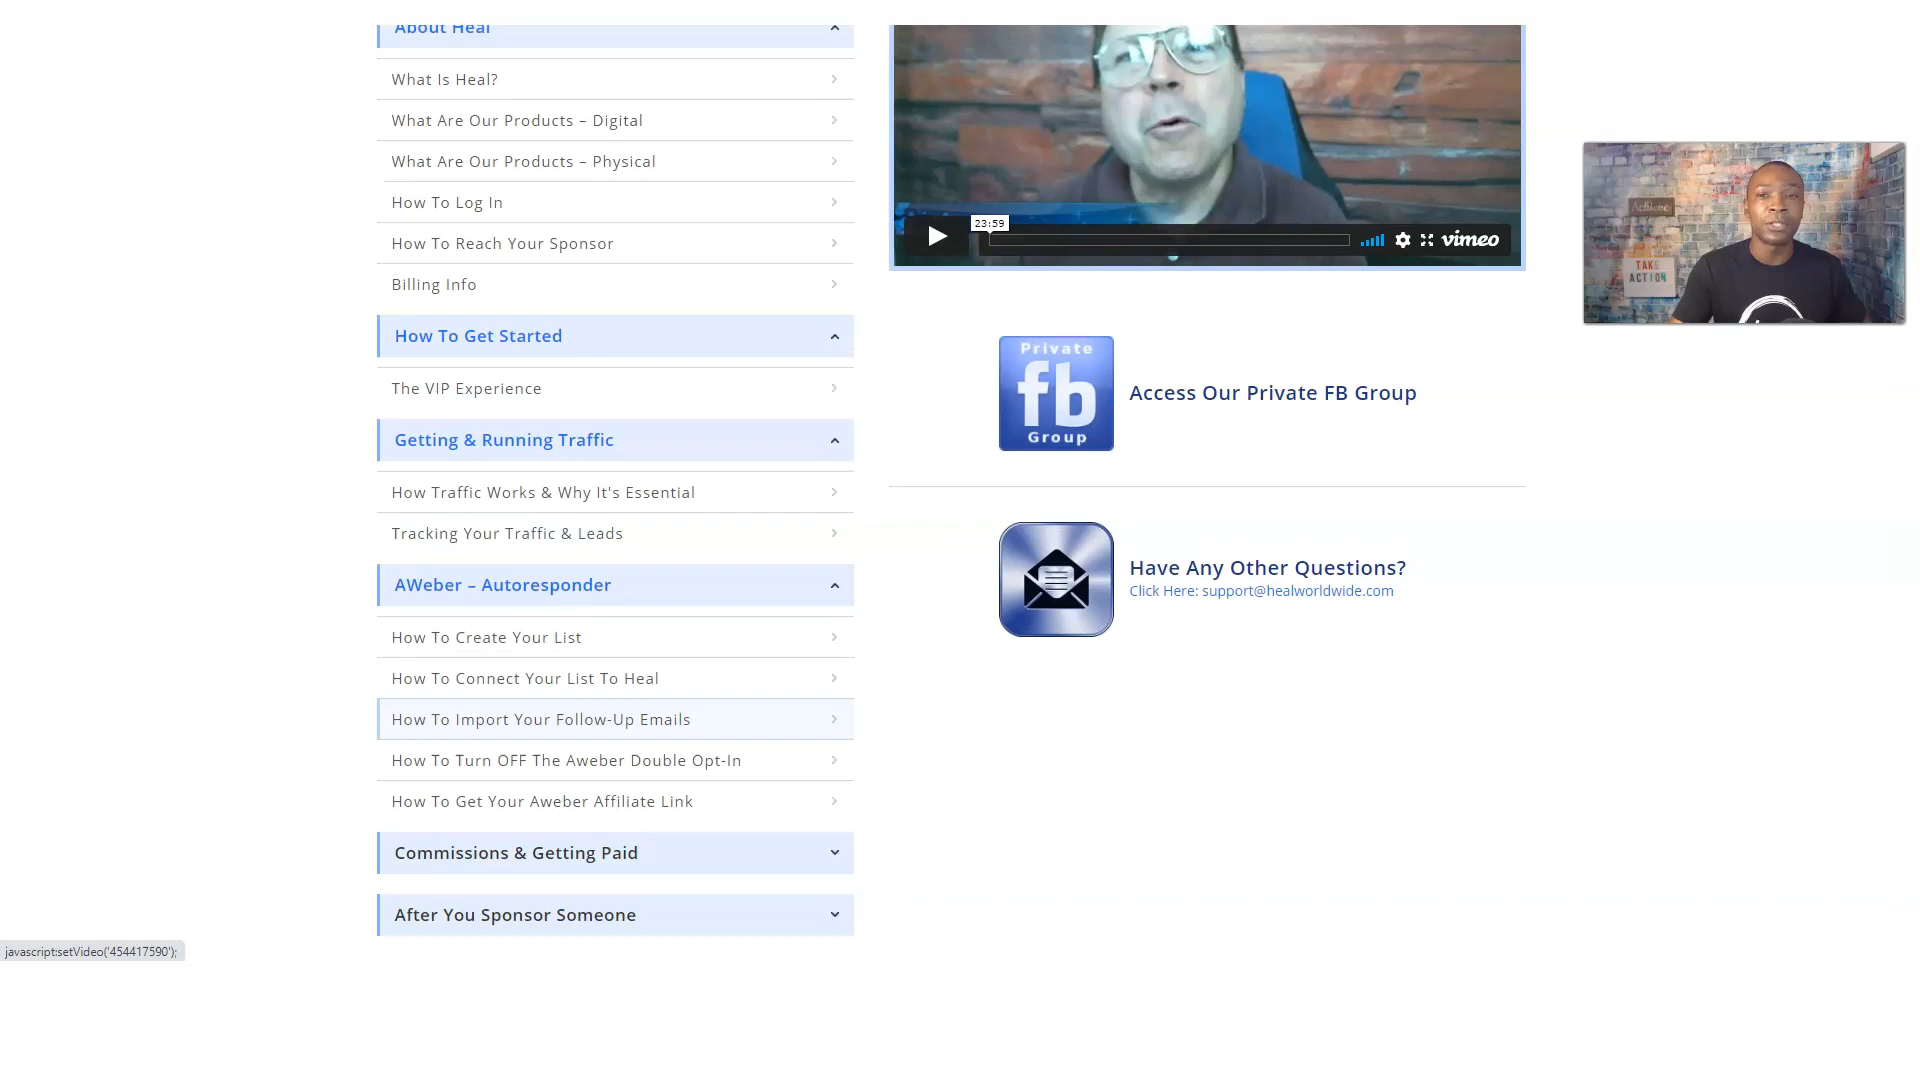 About Heal
What Is Heal?
What Are Our Products – Digital
What Are Our Products – Physical
How To Log In
How To Reach Your Sponsor
Billing Info
How To Get Started
The VIP Experience
Getting & Running Traffic
How Traffic Works & Why It's Essential
Tracking Your Traffic & Leads
AWeber – Autoresponder
How To Create Your List
How To Connect Your List To Heal
How To Import Your Follow-Up Emails
How To Turn OFF The Aweber Double Opt-In
How To Get Your Aweber Affiliate Link
Commissions & Getting Paid
After You Sponsor Someone
javascript:setVideo('454417590');
23:59
vimeo
Private
fb
Group
Access Our Private FB Group
Have Any Other Questions?
Click Here: support@healworldwide.com
Achieve
TAKE
ACTION